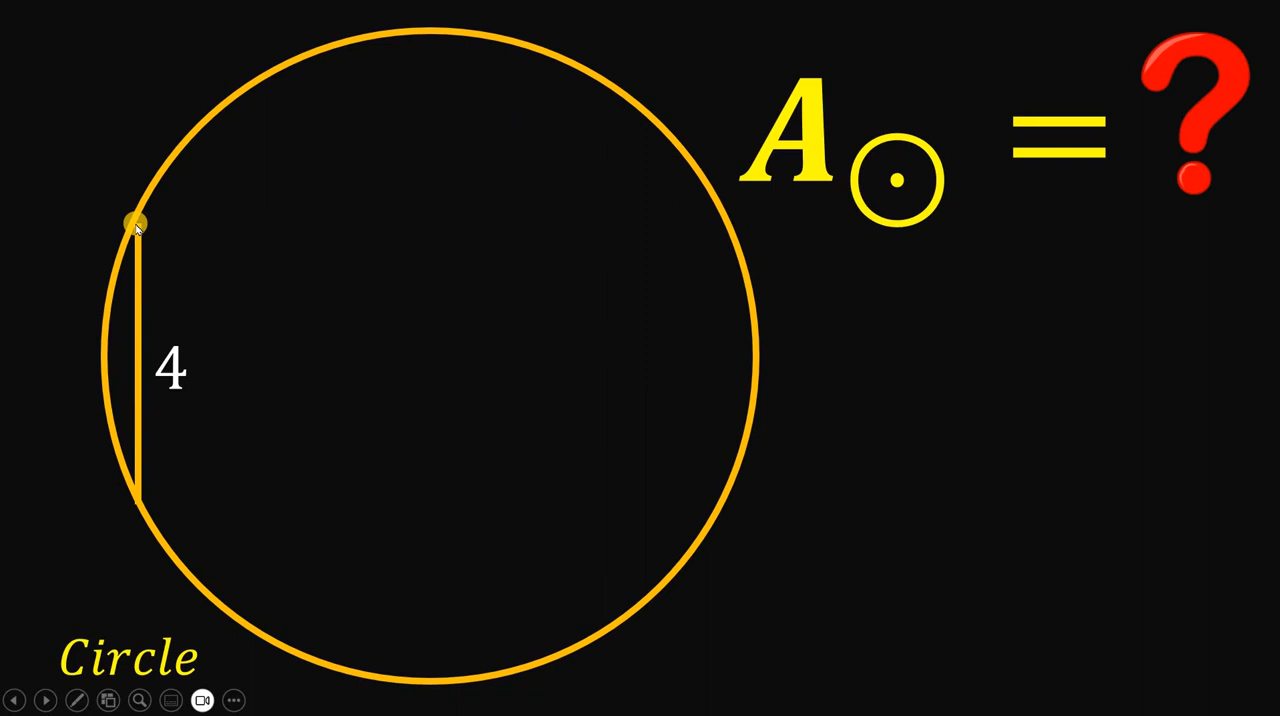 A⊙ = ❓
4
Circle